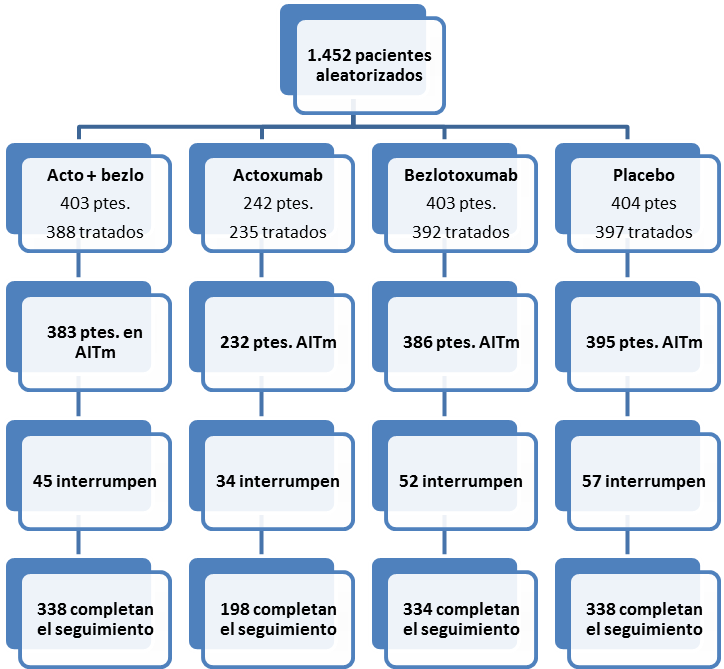 1.452 pacientes
aleatorizados
Acto + bezlo
403 ptes.
388 tratados
Actoxumab
242 ptes.
235 tratados
Bezlotoxumab
403 ptes.
392 tratados
Placebo
404 ptes
397 tratados
383 ptes. en
AITm
232 ptes. AITm
386 ptes. AITm
395 ptes. AITm
45 interrumpen
34 interrumpen
52 interrumpen
57 interrumpen
338 completan
el seguimiento
198 completan
el seguimiento
334 completan
el seguimiento
338 completan
el seguimiento